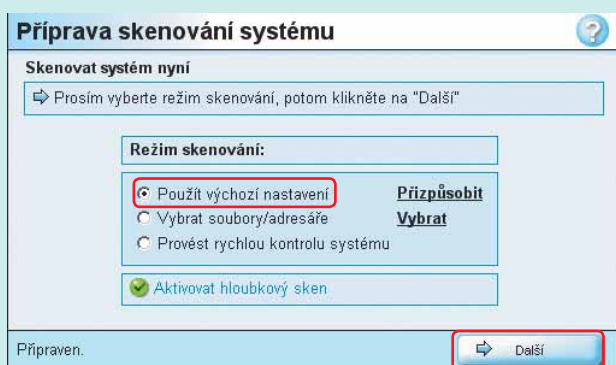 Příprava skenování systému
Skenovat systém nyní
Prosím vyberte režim skenování, potom klikněte na "Další"
Režim skenování:
Použít výchozí nastavení Přizpůsobit
Vybrat soubory/adresáře Vybrat
Provést rychlou kontrolu systému
Aktivovat hloubkový sken
Připraven. Další